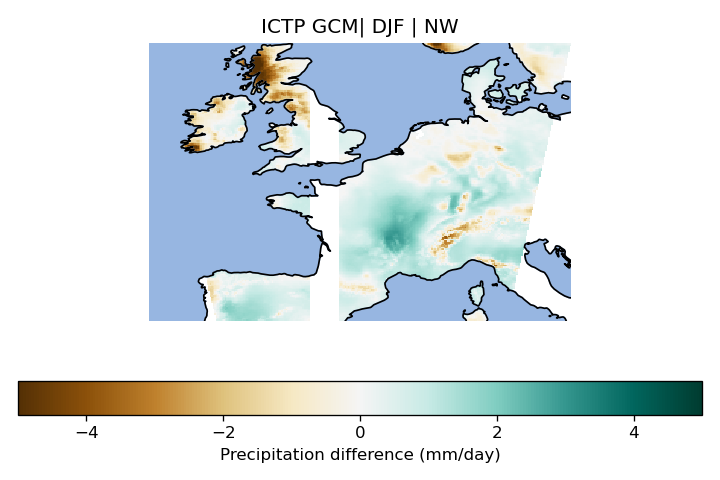 ICTP GCM| DJF | NW
−4 −2 0 2 4
Precipitation difference (mm/day)